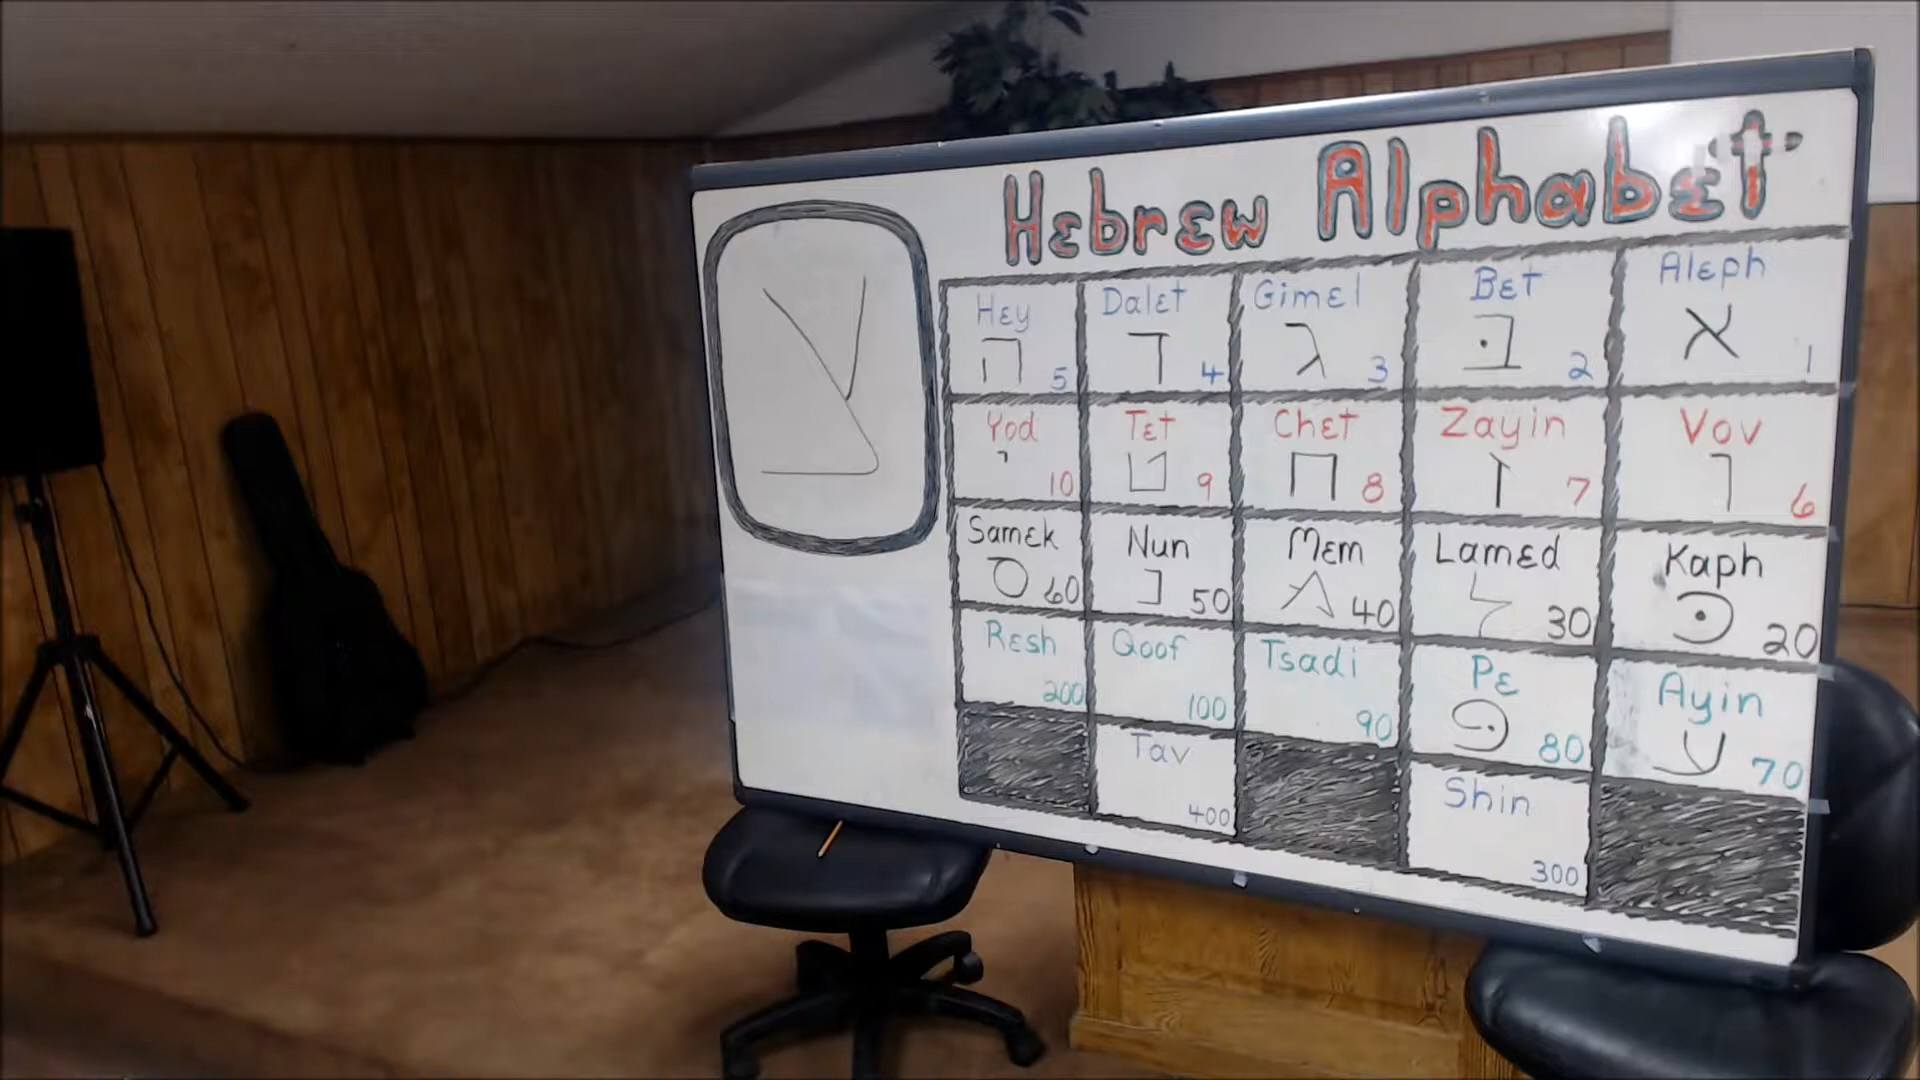 Hebrew Alphabet
צ
Hey Dalet Gimel Bet Aleph
ה 5 ד 4 ג 3 בּ 2 א 1
Yod Tet Chet Zayin Vov
י 10 ט 9 ח 8 ז 7 ו 6
Samek Nun Mem Lamed Kaph
ס 60 נ 50 מ 40 ל 30 כּ 20
Resh Qoof Tsadi Pe Ayin
200 100 90 פּ 80 ע 70
Tav Shin
400 300